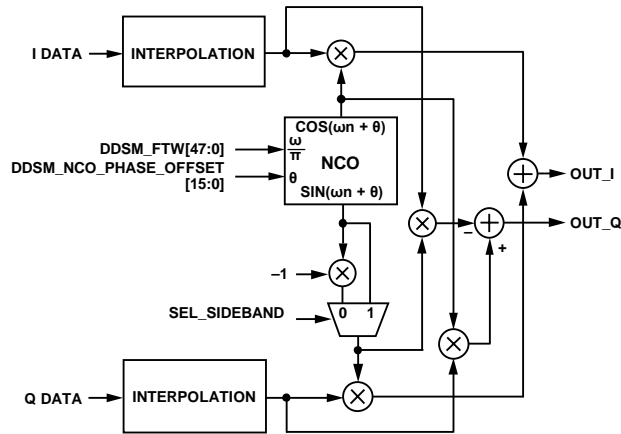 I DATA
INTERPOLATION
×
COS(ωn + θ)
DDSM_FTW[47:0]
ω
π
NCO
DDSM_NCO_PHASE_OFFSET
[15:0]
θ
SIN(ωn + θ)
+
OUT_I
×
–
+
OUT_Q
+
–1
×
SEL_SIDEBAND
0
1
×
Q DATA
INTERPOLATION
×